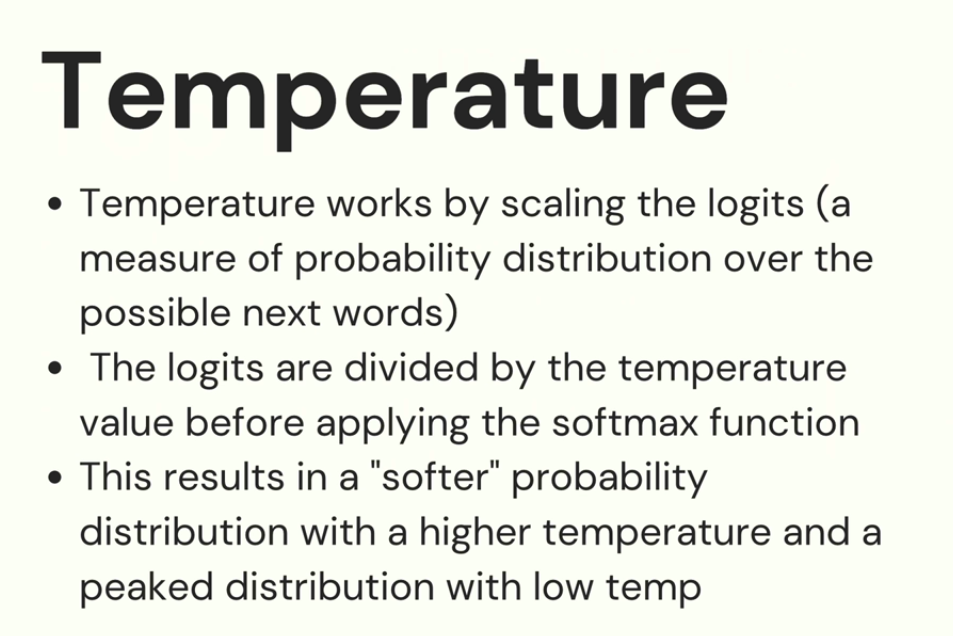 Temperature
• Temperature works by scaling the logits (a
measure of probability distribution over the
possible next words)
• The logits are divided by the temperature
value before applying the softmax function
• This results in a "softer" probability
distribution with a higher temperature and a
peaked distribution with low temp